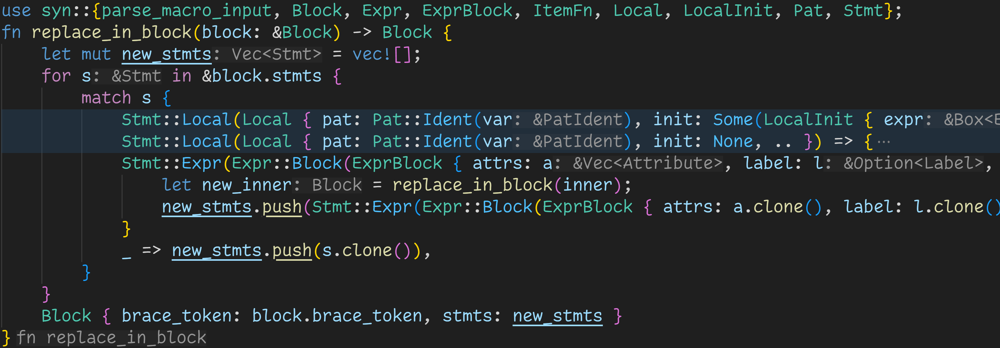 use syn::{parse_macro_input, Block, Expr, ExprBlock, ItemFn, Local, LocalInit, Pat, Stmt};
fn replace_in_block(block: &Block) -> Block {
    let mut new_stmts: Vec<Stmt> = vec![];
    for s: &Stmt in &block.stmts {
        match s {
            Stmt::Local(Local { pat: Pat::Ident(var: &PatIdent), init: Some(LocalInit { expr: &Box<
            Stmt::Local(Local { pat: Pat::Ident(var: &PatIdent), init: None, .. }) => {⋯
            Stmt::Expr(Expr::Block(ExprBlock { attrs: a: &Vec<Attribute>, label: l: &Option<Label>,
                let new_inner: Block = replace_in_block(inner);
                new_stmts.push(Stmt::Expr(Expr::Block(ExprBlock { attrs: a.clone(), label: l.clone()
            }
            _ => new_stmts.push(s.clone()),
        }
    }
    Block { brace_token: block.brace_token, stmts: new_stmts }
} fn replace_in_block